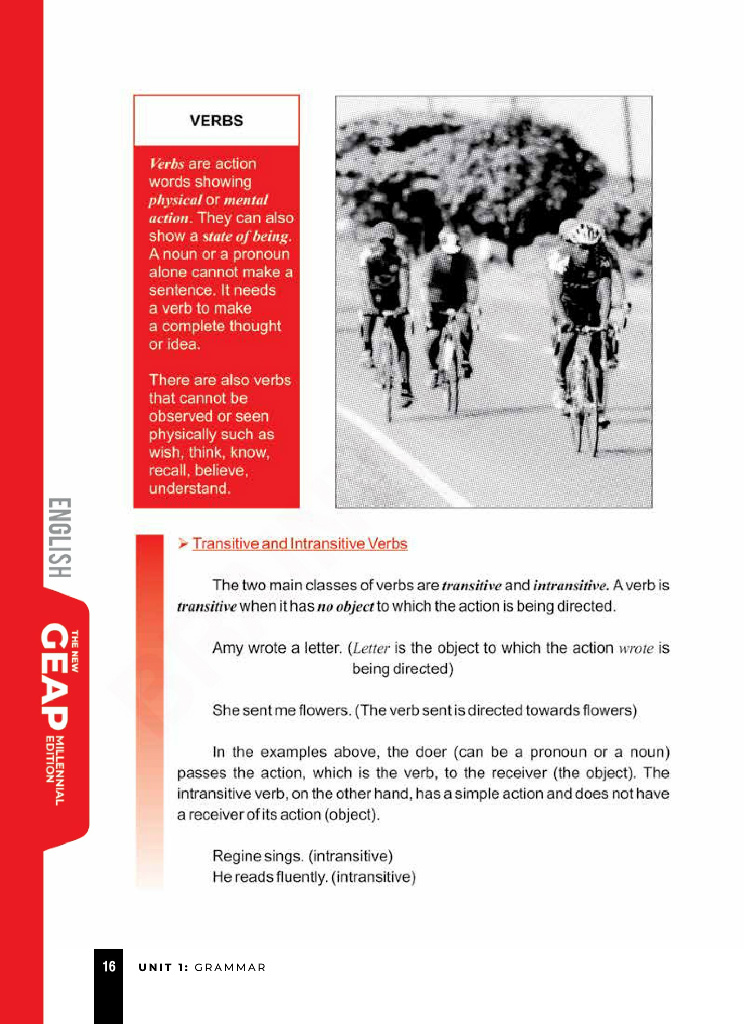 VERBS
Verbs are action
words showing
physical or mental
action. They can also
show a state of being.
A noun or a pronoun
alone cannot make a
sentence. It needs
a verb to make
a complete thought
or idea.
There are also verbs
that cannot be
observed or seen
physically such as
wish, think, know,
recall, believe,
understand.
ENGLISH
THE NEW
GEAP
MILLENNIAL
EDITION
➢ Transitive and Intransitive Verbs
The two main classes of verbs are transitive and intransitive. A verb is
transitive when it has no object to which the action is being directed.
Amy wrote a letter. (Letter is the object to which the action wrote is
being directed)
She sent me flowers. (The verb sent is directed towards flowers)
In the examples above, the doer (can be a pronoun or a noun)
passes the action, which is the verb, to the receiver (the object). The
intransitive verb, on the other hand, has a simple action and does not have
a receiver of its action (object).
Regine sings. (intransitive)
He reads fluently. (intransitive)
16 UNIT 1: GRAMMAR